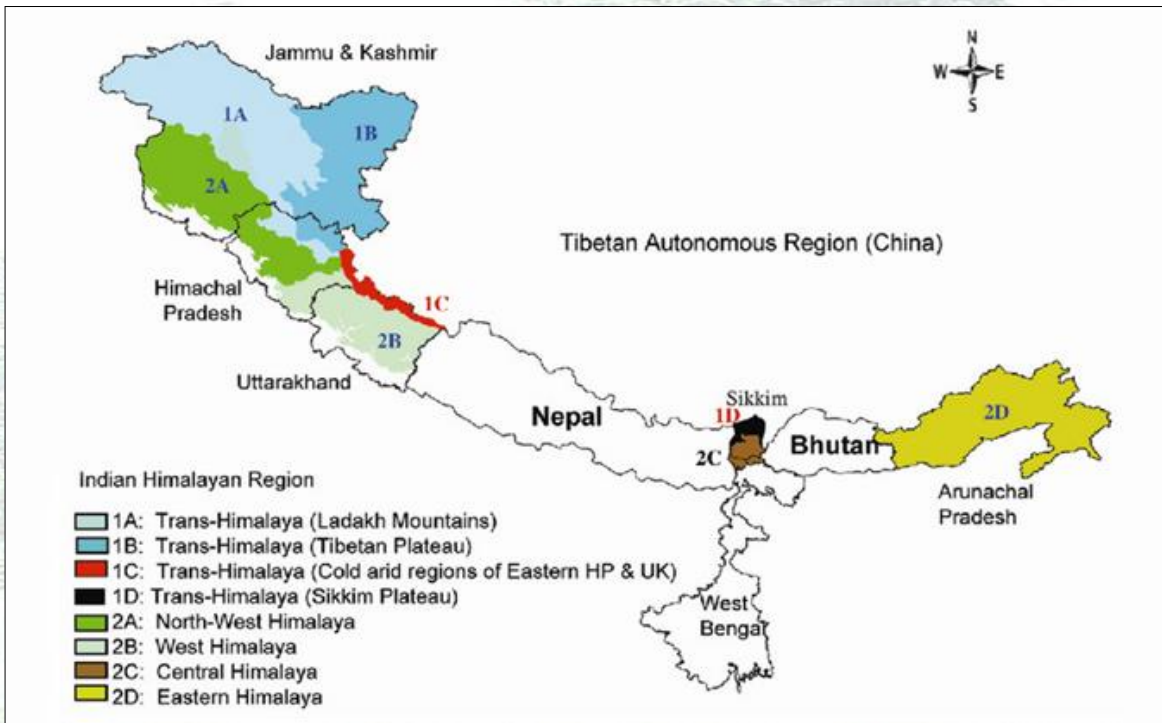 Jammu & Kashmir
N
W E
S
1A
1B
2A
Tibetan Autonomous Region (China)
Himachal
Pradesh
1C
2B
Uttarakhand
Nepal
1D
Sikkim
2C
Bhutan
2D
Arunachal
Pradesh
West
Bengal
Indian Himalayan Region
1A: Trans-Himalaya (Ladakh Mountains)
1B: Trans-Himalaya (Tibetan Plateau)
1C: Trans-Himalaya (Cold arid regions of Eastern HP & UK)
1D: Trans-Himalaya (Sikkim Plateau)
2A: North-West Himalaya
2B: West Himalaya
2C: Central Himalaya
2D: Eastern Himalaya